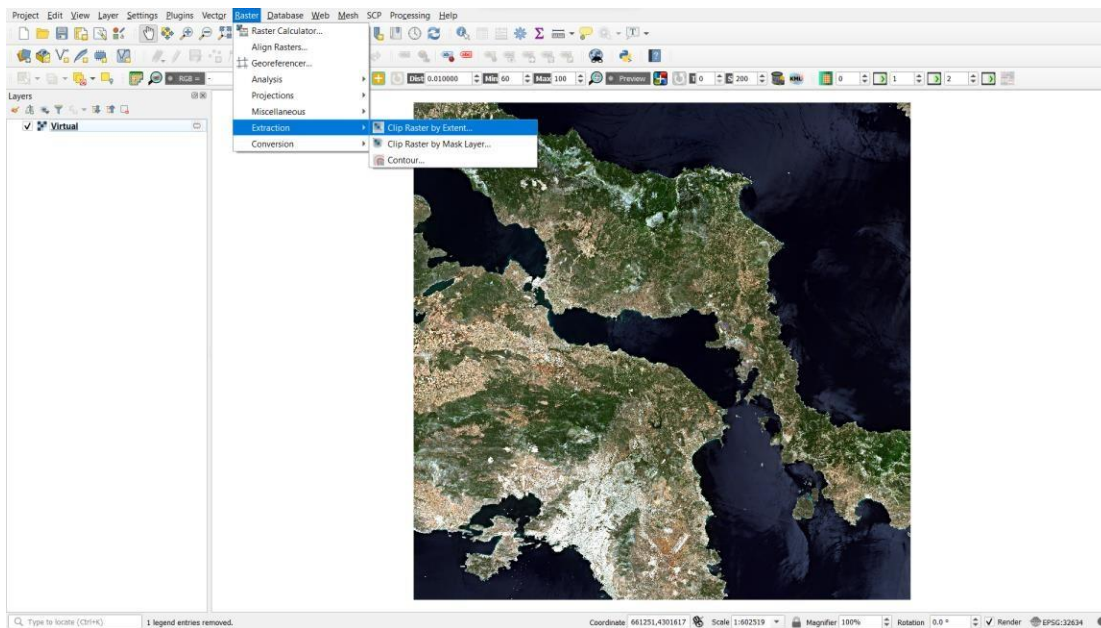 Project Edit View Layer Settings Plugins Vector Raster Database Web Mesh SCP Processing Help
Raster Calculator...
Align Rasters...
Georeferencer...
Analysis
Projections
Miscellaneous
Extraction
Conversion
Clip Raster by Extent...
Clip Raster by Mask Layer...
Contour...
RGB = -
Dist 0.010000 Min 60 Max 100 Preview T 0 S 200 0 1 2
Layers
Virtual
Type to locate (Ctrl+K) 1 legend entries removed. Coordinate 661251,4301617 Scale 1:602519 Magnifier 100% Rotation 0.0 ° Render EPSG:32634